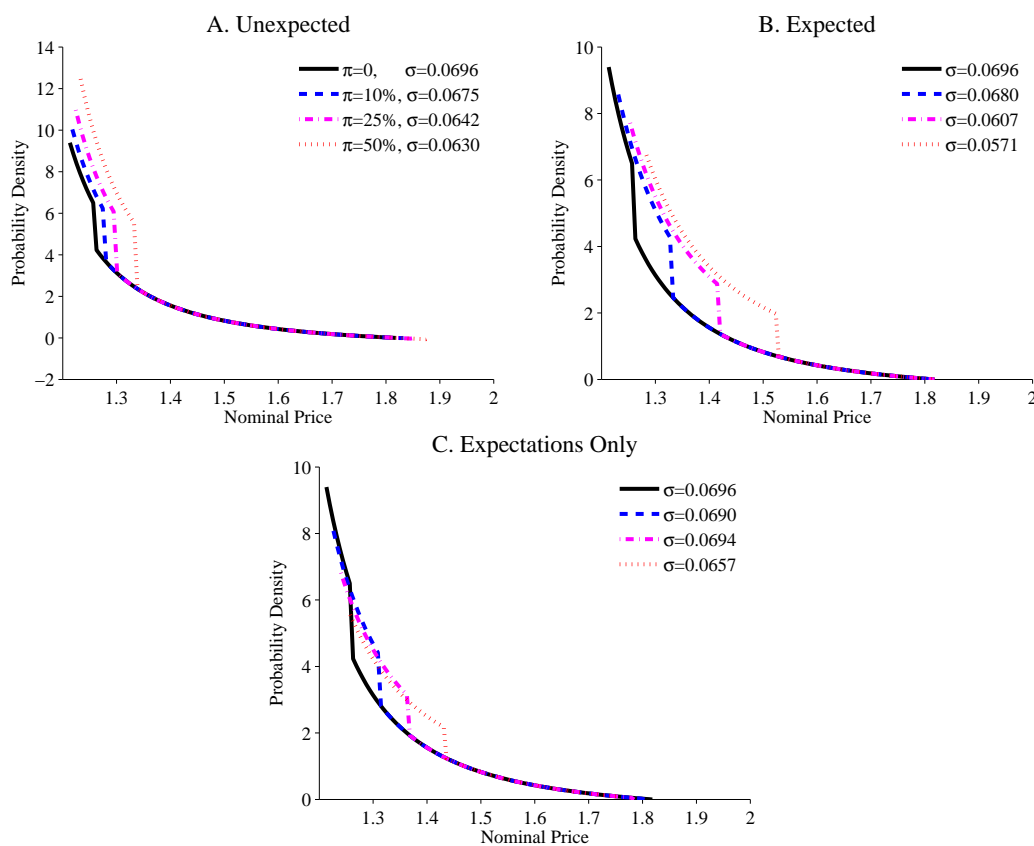 A. Unexpected
14
12
10
8
6
4
2
0
−2
Probability Density
π=0, σ=0.0696
π=10%, σ=0.0675
π=25%, σ=0.0642
π=50%, σ=0.0630
1.3 1.4 1.5 1.6 1.7 1.8 1.9 2
Nominal Price
B. Expected
10
8
6
4
2
0
Probability Density
σ=0.0696
σ=0.0680
σ=0.0607
σ=0.0571
1.3 1.4 1.5 1.6 1.7 1.8 1.9 2
Nominal Price
C. Expectations Only
10
8
6
4
2
0
Probability Density
σ=0.0696
σ=0.0690
σ=0.0694
σ=0.0657
1.3 1.4 1.5 1.6 1.7 1.8 1.9 2
Nominal Price